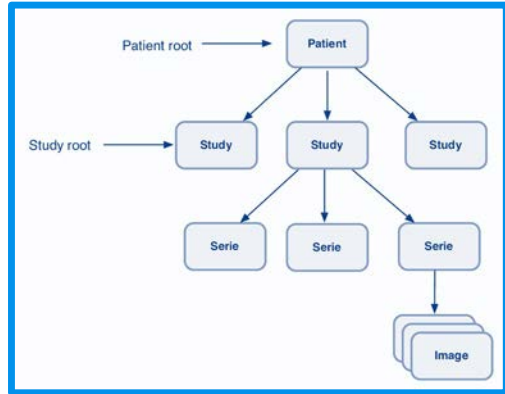 Patient root
Patient
Study root
Study
Study
Study
Serie
Serie
Serie
Image